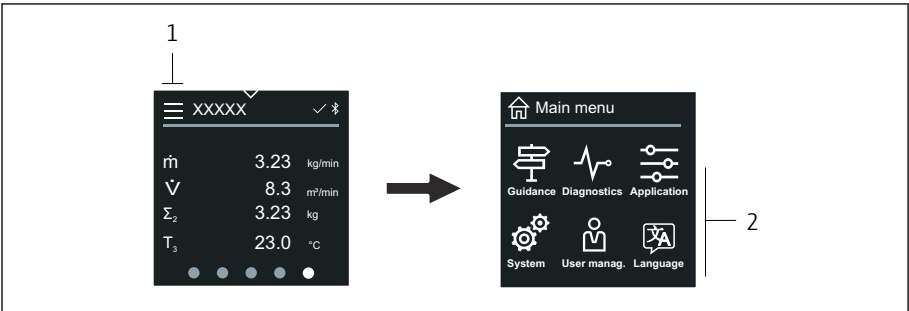 1
XXXXX
ṁ 3.23 kg/min
V̇ 8.3 m³/min
Σ₂ 3.23 kg
T₃ 23.0 °C
Main menu
Guidance Diagnostics Application
System User manag. Language
2